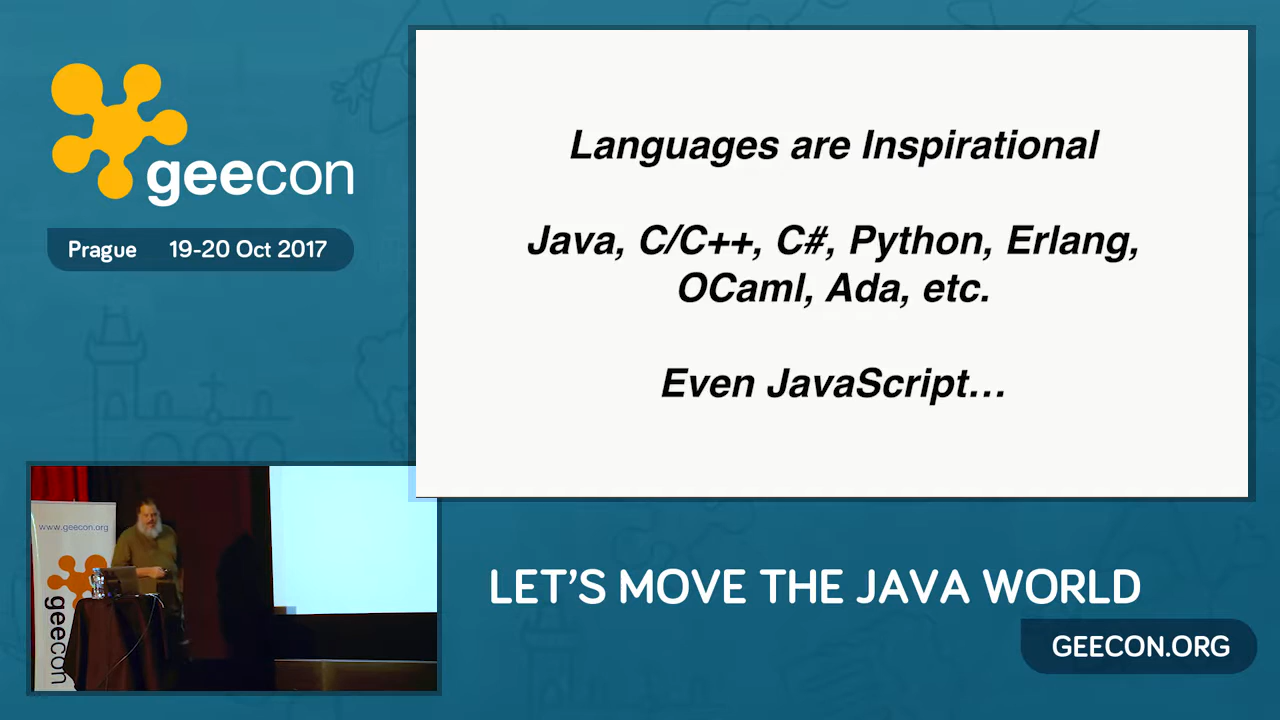 geecon
Prague 19-20 Oct 2017
Languages are Inspirational
Java, C/C++, C#, Python, Erlang,
OCaml, Ada, etc.
Even JavaScript...
www.geecon.org
geecon
LET'S MOVE THE JAVA WORLD
GEECON.ORG